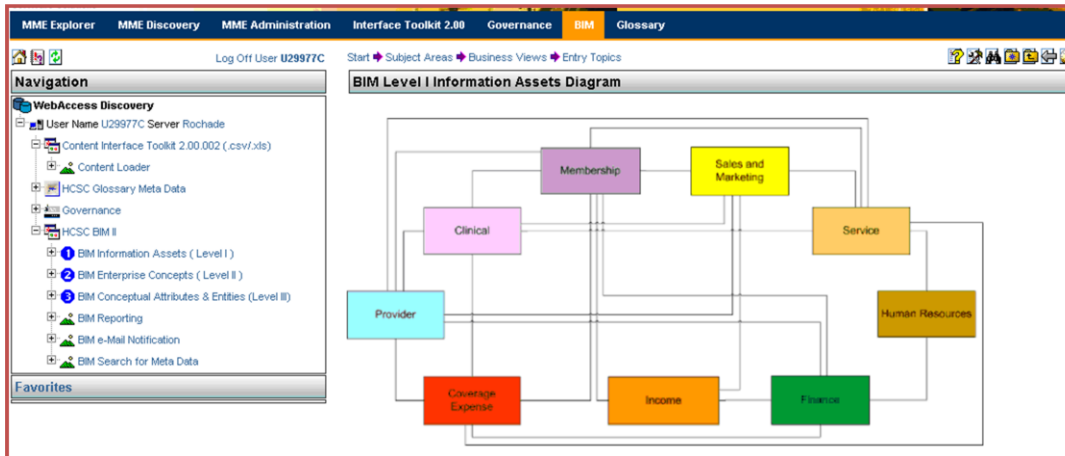 MME Explorer MME Discovery MME Administration Interface Toolkit 2.00 Governance BIM Glossary
Log Off User U29977C
Start Subject Areas Business Views Entry Topics
Navigation
BIM Level I Information Assets Diagram
WebAccess Discovery
User Name U29977C Server Rochade
Content Interface Toolkit 2.00.002 (.csv/.xls)
Content Loader
HCSC Glossary Meta Data
Governance
HCSC BIM II
1 BIM Information Assets ( Level I )
2 BIM Enterprise Concepts ( Level II )
3 BIM Conceptual Attributes & Entities (Level III)
BIM Reporting
BIM e-Mail Notification
BIM Search for Meta Data
Favorites
Membership
Sales and
Marketing
Clinical
Service
Provider
Human Resources
Coverage
Expense
Income
Finance